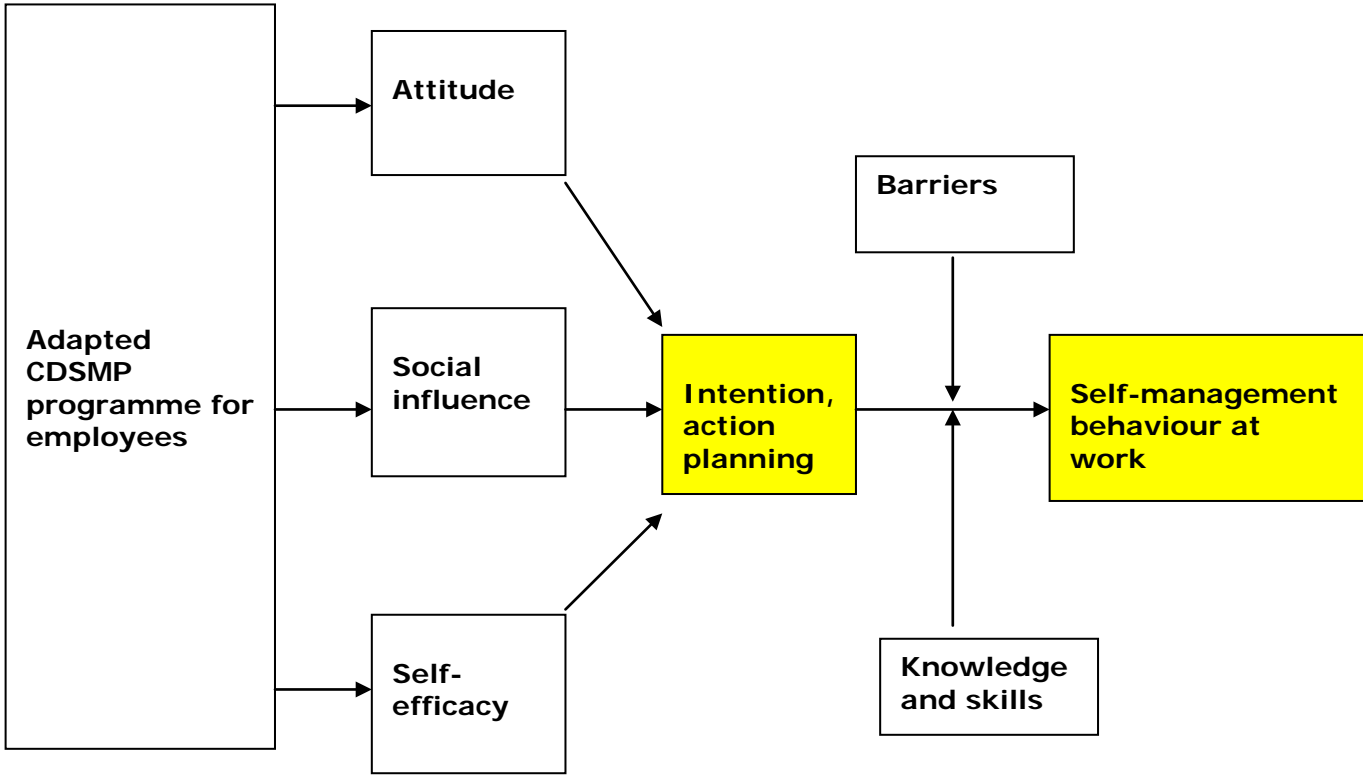 Adapted
CDSMP
programme for
employees
Attitude
Social
influence
Self-
efficacy
Intention,
action
planning
Barriers
Knowledge
and skills
Self-management
behaviour at
work